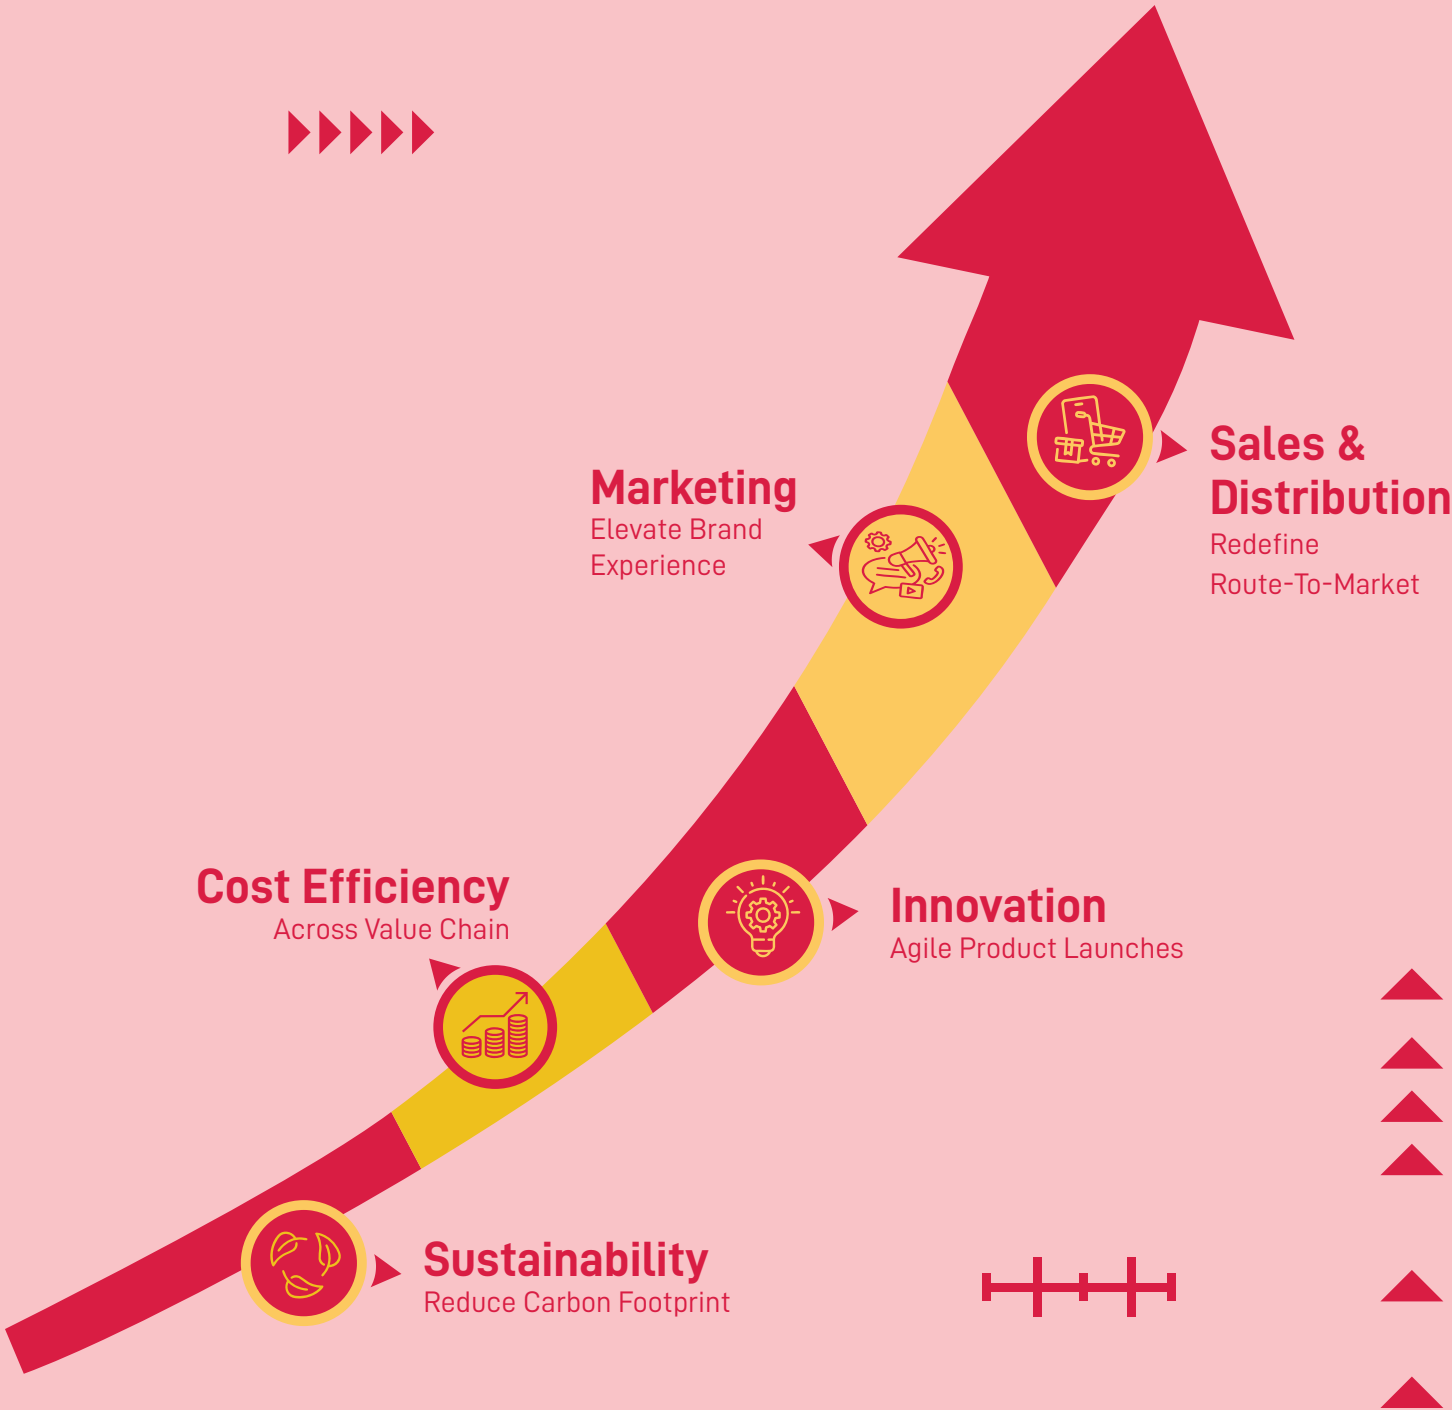 Sales &
Distribution
Redefine
Route-To-Market
Marketing
Elevate Brand
Experience
Cost Efficiency
Across Value Chain
Innovation
Agile Product Launches
Sustainability
Reduce Carbon Footprint